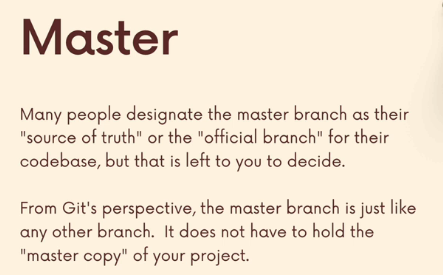 Master
Many people designate the master branch as their
"source of truth" or the "official branch" for their
codebase, but that is left to you to decide.
From Git's perspective, the master branch is just like
any other branch.  It does not have to hold the
"master copy" of your project.